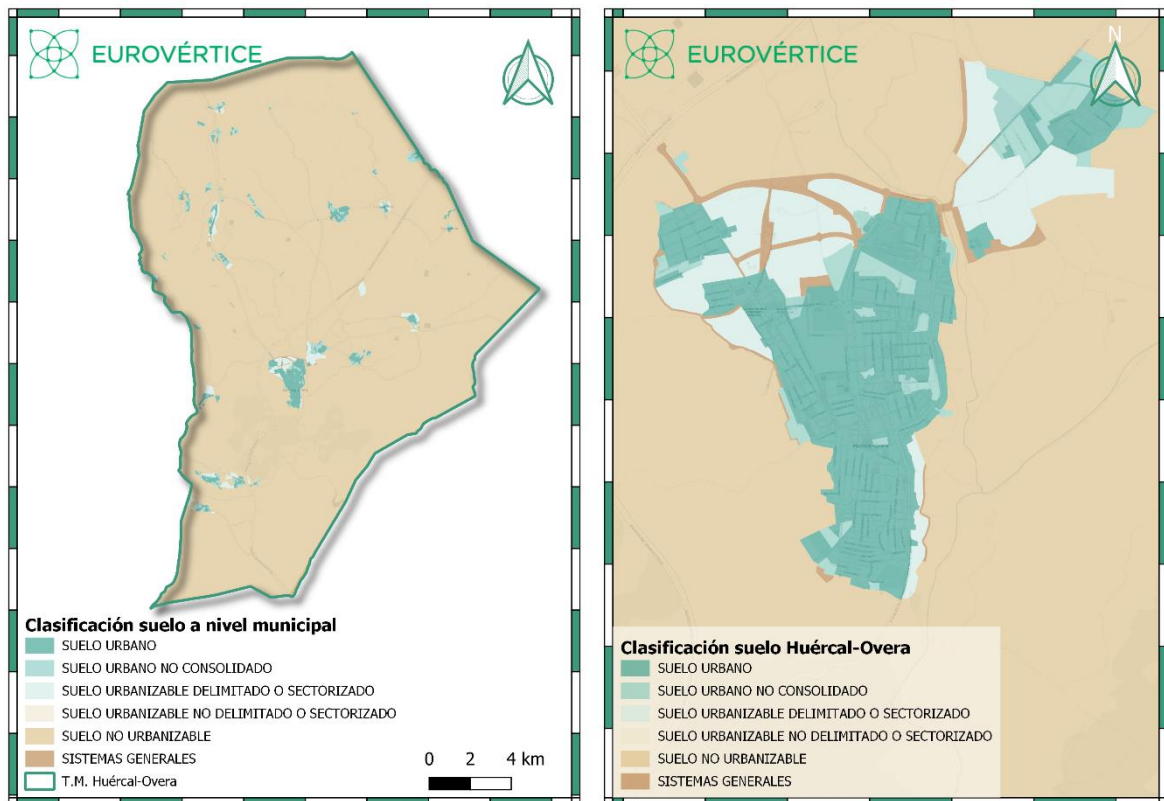 EUROVÉRTICE
Clasificación suelo a nivel municipal
SUELO URBANO
SUELO URBANO NO CONSOLIDADO
SUELO URBANIZABLE DELIMITADO O SECTORIZADO
SUELO URBANIZABLE NO DELIMITADO O SECTORIZADO
SUELO NO URBANIZABLE
SISTEMAS GENERALES
T.M. Huércal-Overa
0 2 4 km
EUROVÉRTICE
N
Clasificación suelo Huércal-Overa
SUELO URBANO
SUELO URBANO NO CONSOLIDADO
SUELO URBANIZABLE DELIMITADO O SECTORIZADO
SUELO URBANIZABLE NO DELIMITADO O SECTORIZADO
SUELO NO URBANIZABLE
SISTEMAS GENERALES